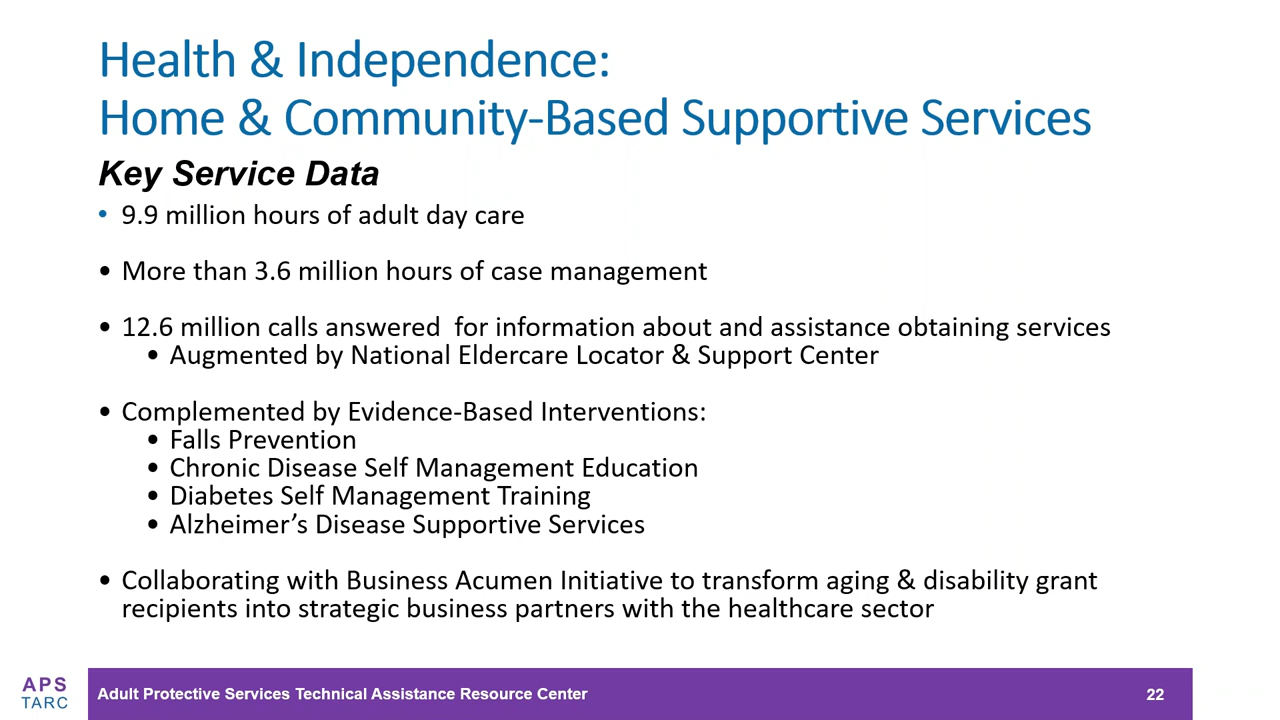 Health & Independence:
Home & Community-Based Supportive Services
Key Service Data
• 9.9 million hours of adult day care
• More than 3.6 million hours of case management
• 12.6 million calls answered  for information about and assistance obtaining services
• Augmented by National Eldercare Locator & Support Center
• Complemented by Evidence-Based Interventions:
• Falls Prevention
• Chronic Disease Self Management Education
• Diabetes Self Management Training
• Alzheimer’s Disease Supportive Services
• Collaborating with Business Acumen Initiative to transform aging & disability grant
recipients into strategic business partners with the healthcare sector
APS
TARC
Adult Protective Services Technical Assistance Resource Center
22